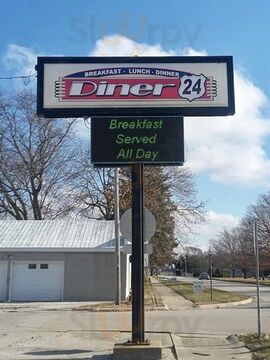 BREAKFAST - LUNCH - DINNER
Diner 24
Breakfast
Served
All Day